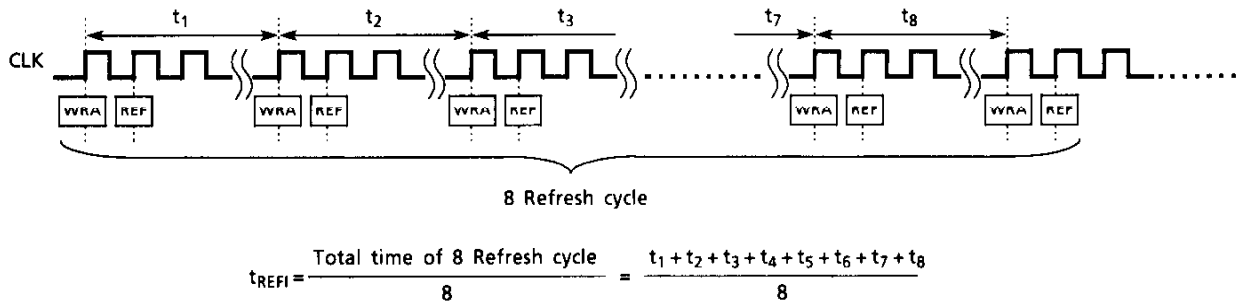 t₁ t₂ t₃ t₇ t₈
CLK
WRA REF WRA REF WRA REF WRA REF WRA REF
8 Refresh cycle
tREFI = Total time of 8 Refresh cycle / 8 = t₁ + t₂ + t₃ + t₄ + t₅ + t₆ + t₇ + t₈ / 8